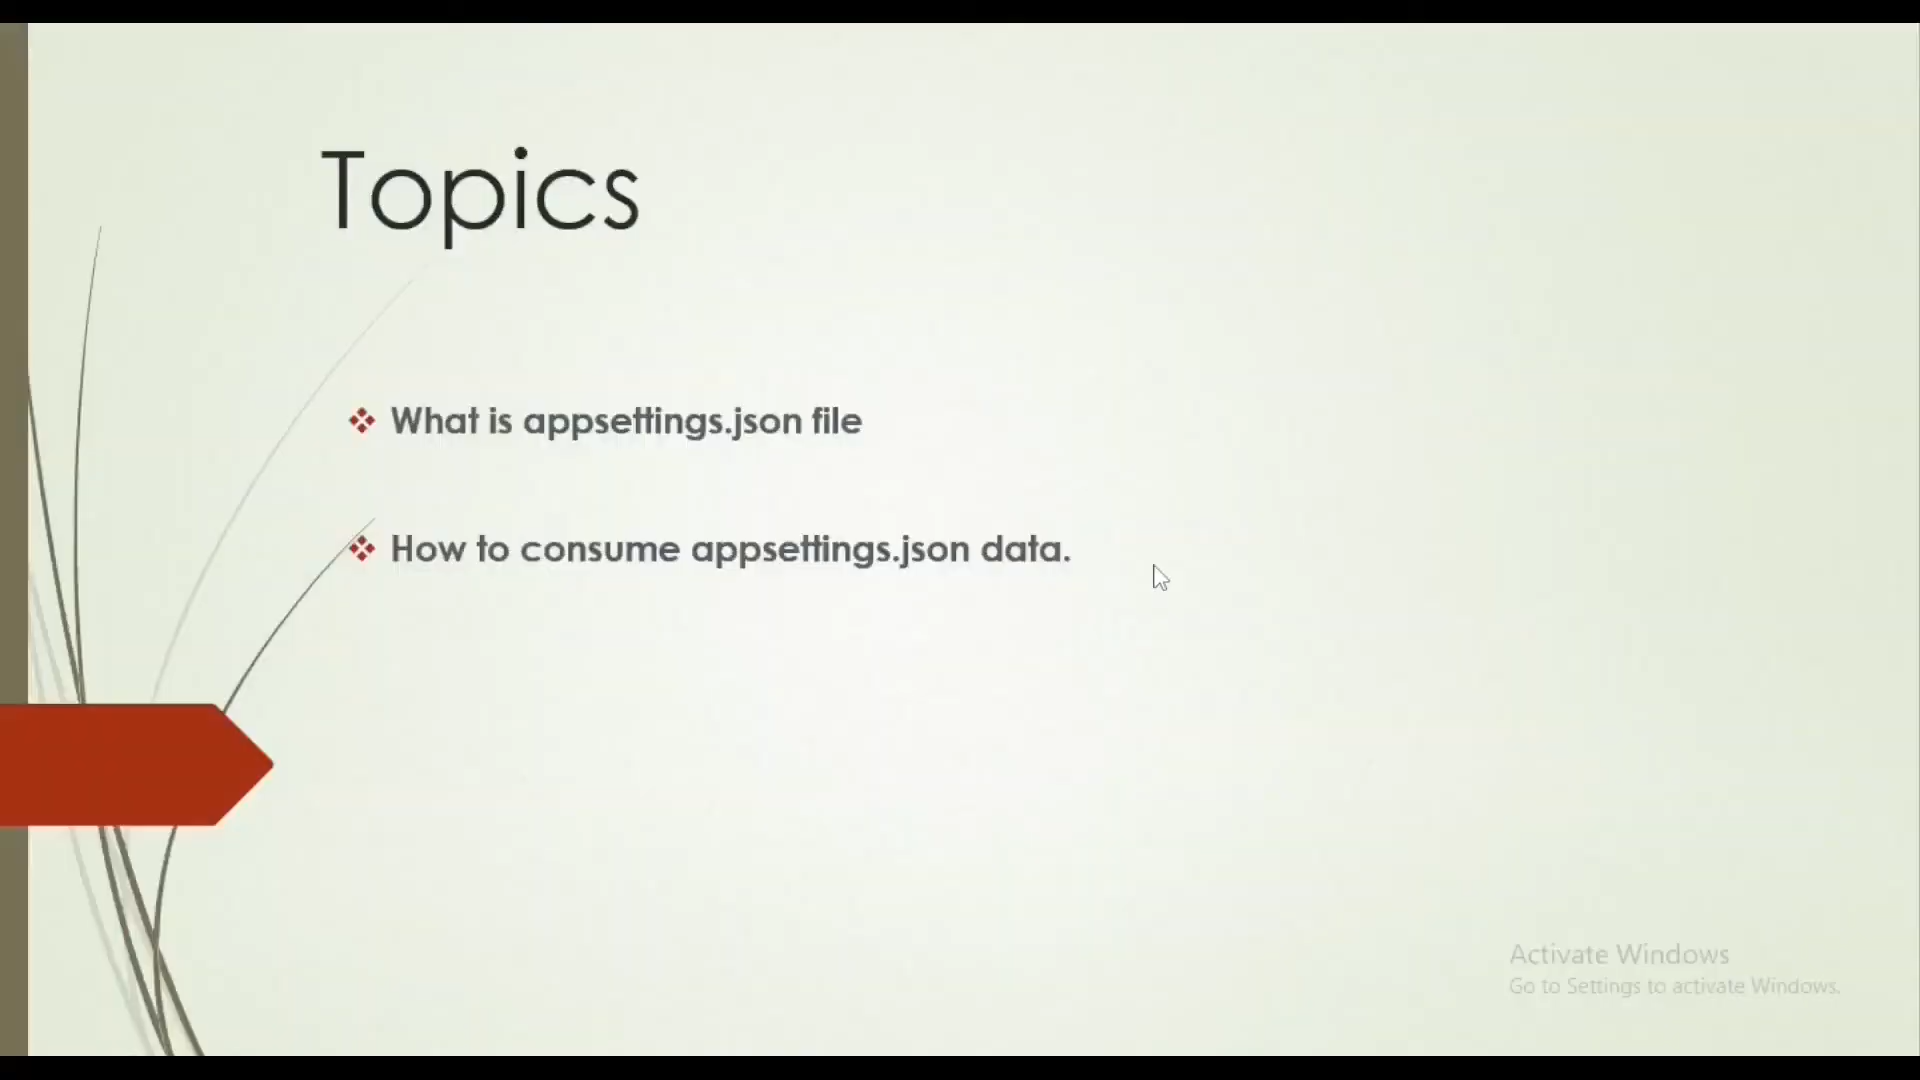 Topics
What is appsettings.json file
How to consume appsettings.json data.
Activate Windows
Go to Settings to activate Windows.